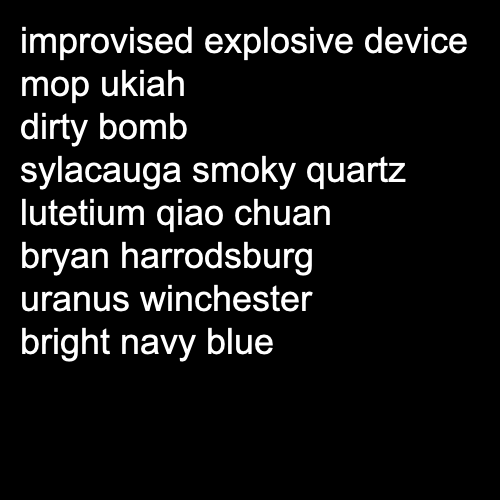 improvised explosive device
mop ukiah
dirty bomb
sylacauga smoky quartz
lutetium qiao chuan
bryan harrodsburg
uranus winchester
bright navy blue